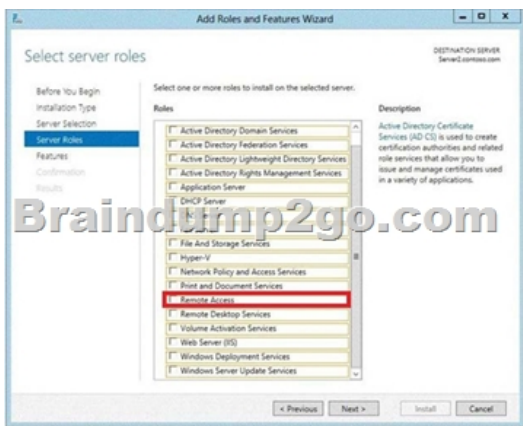 Add Roles and Features Wizard
Select server roles
DESTINATION SERVER
Server2.contoso.com
Before You Begin
Installation Type
Server Selection
Server Roles
Features
Confirmation
Results
Select one or more roles to install on the selected server.
Roles
Active Directory Domain Services
Active Directory Federation Services
Active Directory Lightweight Directory Services
Active Directory Rights Management Services
Application Server
DHCP Server
File And Storage Services
Hyper-V
Network Policy and Access Services
Print and Document Services
Remote Access
Remote Desktop Services
Volume Activation Services
Web Server (IIS)
Windows Deployment Services
Windows Server Update Services
Description
Active Directory Certificate
Services (AD CS) is used to create
certification authorities and related
role services that allow you to
issue and manage certificates used
in a variety of applications.
Braindump2go.com
< Previous
Next >
Install
Cancel